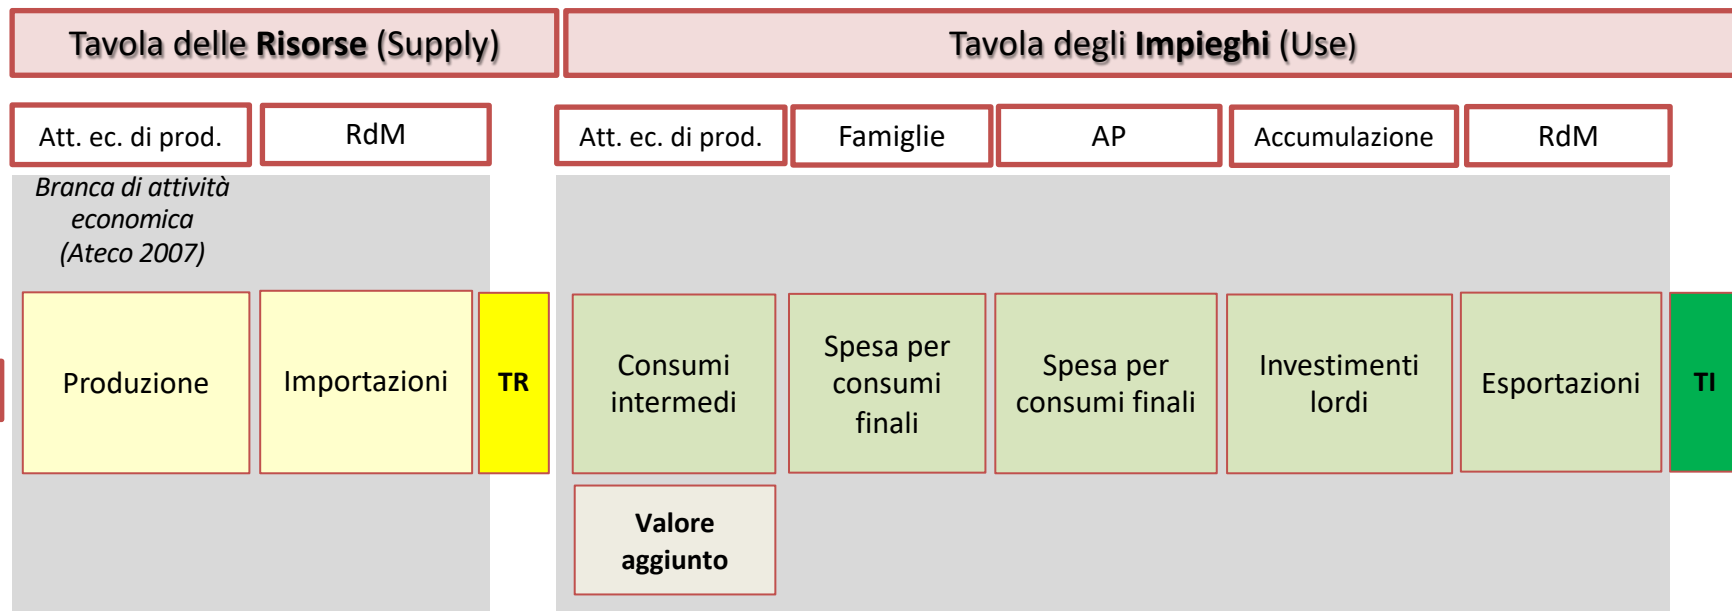 Tavola delle Risorse (Supply)
Tavola degli Impieghi (Use)
Att. ec. di prod.
RdM
Att. ec. di prod.
Famiglie
AP
Accumulazione
RdM
Branca di attività
economica
(Ateco 2007)
Produzione
Importazioni
TR
Consumi
intermedi
Spesa per
consumi
finali
Spesa per
consumi finali
Investimenti
lordi
Esportazioni
TI
Valore
aggiunto